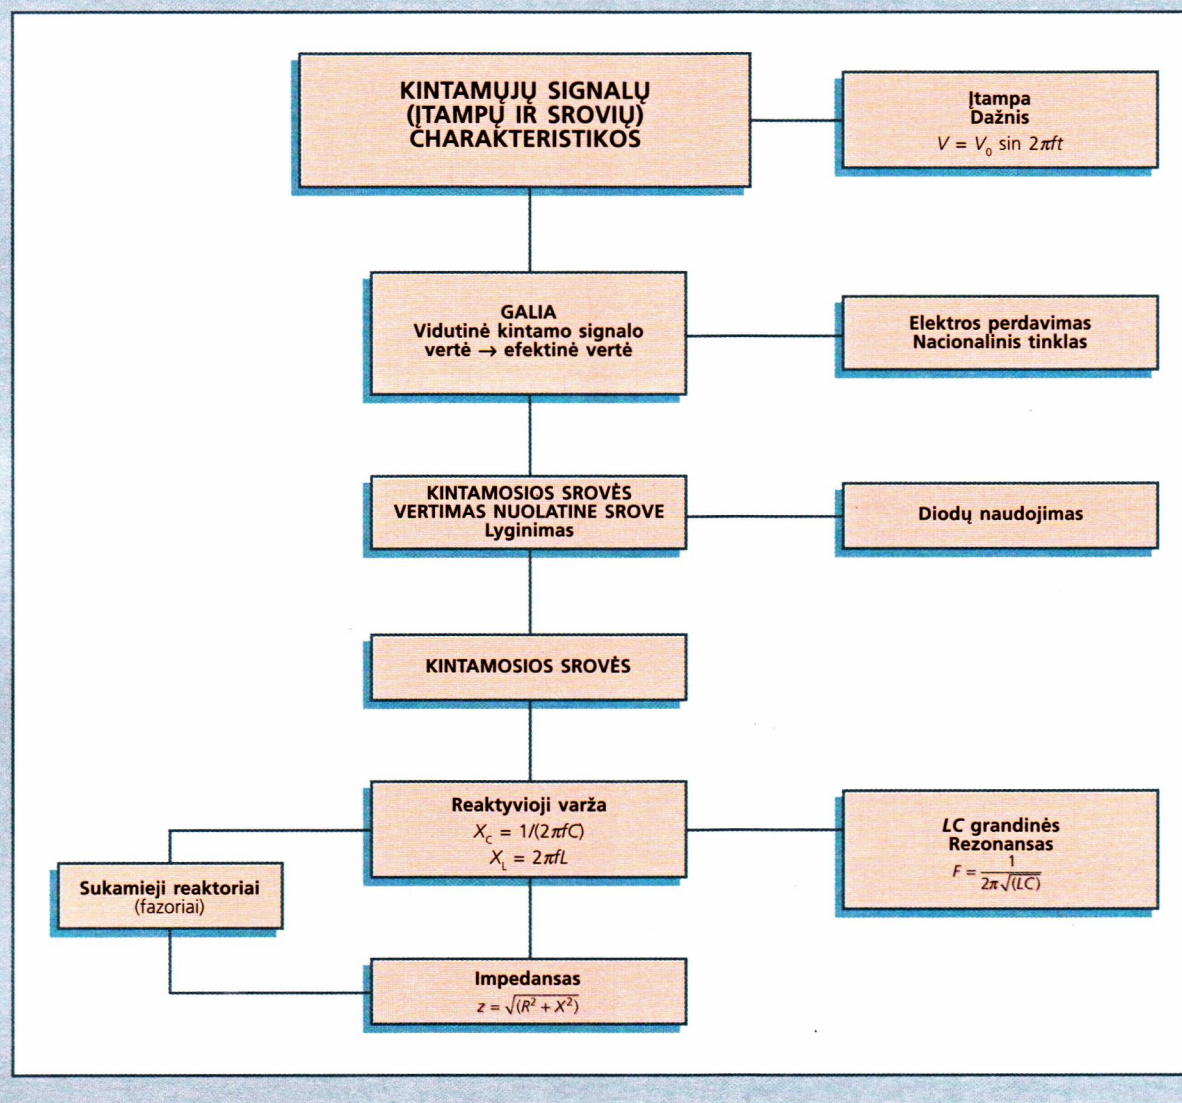 KINTAMŲJŲ SIGNALŲ
(ĮTAMPŲ IR SROVIŲ)
CHARAKTERISTIKOS
Įtampa
Dažnis
V = V₀ sin 2πft
GALIA
Vidutinė kintamo signalo
vertė → efektinė vertė
Elektros perdavimas
Nacionalinis tinklas
KINTAMOSIOS SROVĖS
VERTIMAS NUOLATINE SROVE
Lyginimas
Diodų naudojimas
KINTAMOSIOS SROVĖS
Reaktyvioji varža
X_C = 1/(2πfC)
X_L = 2πfL
LC grandinės
Rezonansas
F = 1/(2π√(LC))
Sukamieji reaktoriai
(fazoriai)
Impedansas
z = √(R² + X²)